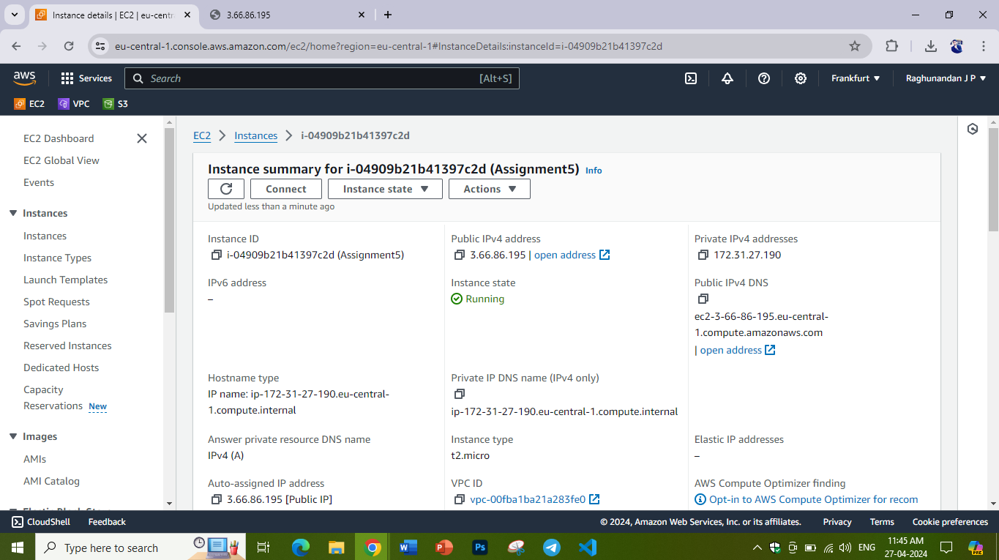 Instance details | EC2 | eu-centr
3.66.86.195
eu-central-1.console.aws.amazon.com/ec2/home?region=eu-central-1#InstanceDetails:instanceId=i-04909b21b41397c2d
aws
Services
Search
[Alt+S]
Frankfurt
Raghunandan J P
EC2
VPC
S3
EC2 Dashboard
EC2 Global View
Events
Instances
Instances
Instance Types
Launch Templates
Spot Requests
Savings Plans
Reserved Instances
Dedicated Hosts
Capacity
Reservations New
Images
AMIs
AMI Catalog
EC2
Instances
i-04909b21b41397c2d
Instance summary for i-04909b21b41397c2d (Assignment5) Info
Connect
Instance state
Actions
Updated less than a minute ago
Instance ID
i-04909b21b41397c2d (Assignment5)
Public IPv4 address
3.66.86.195 | open address
Private IPv4 addresses
172.31.27.190
IPv6 address
–
Instance state
Running
Public IPv4 DNS
ec2-3-66-86-195.eu-central-
1.compute.amazonaws.com
| open address
Hostname type
IP name: ip-172-31-27-190.eu-central-
1.compute.internal
Private IP DNS name (IPv4 only)
ip-172-31-27-190.eu-central-1.compute.internal
Answer private resource DNS name
IPv4 (A)
Instance type
t2.micro
Elastic IP addresses
–
Auto-assigned IP address
3.66.86.195 [Public IP]
VPC ID
vpc-00fba1ba21a283fe0
AWS Compute Optimizer finding
Opt-in to AWS Compute Optimizer for recom
CloudShell
Feedback
© 2024, Amazon Web Services, Inc. or its affiliates.
Privacy
Terms
Cookie preferences
Type here to search
ENG
11:45 AM
27-04-2024
PRE